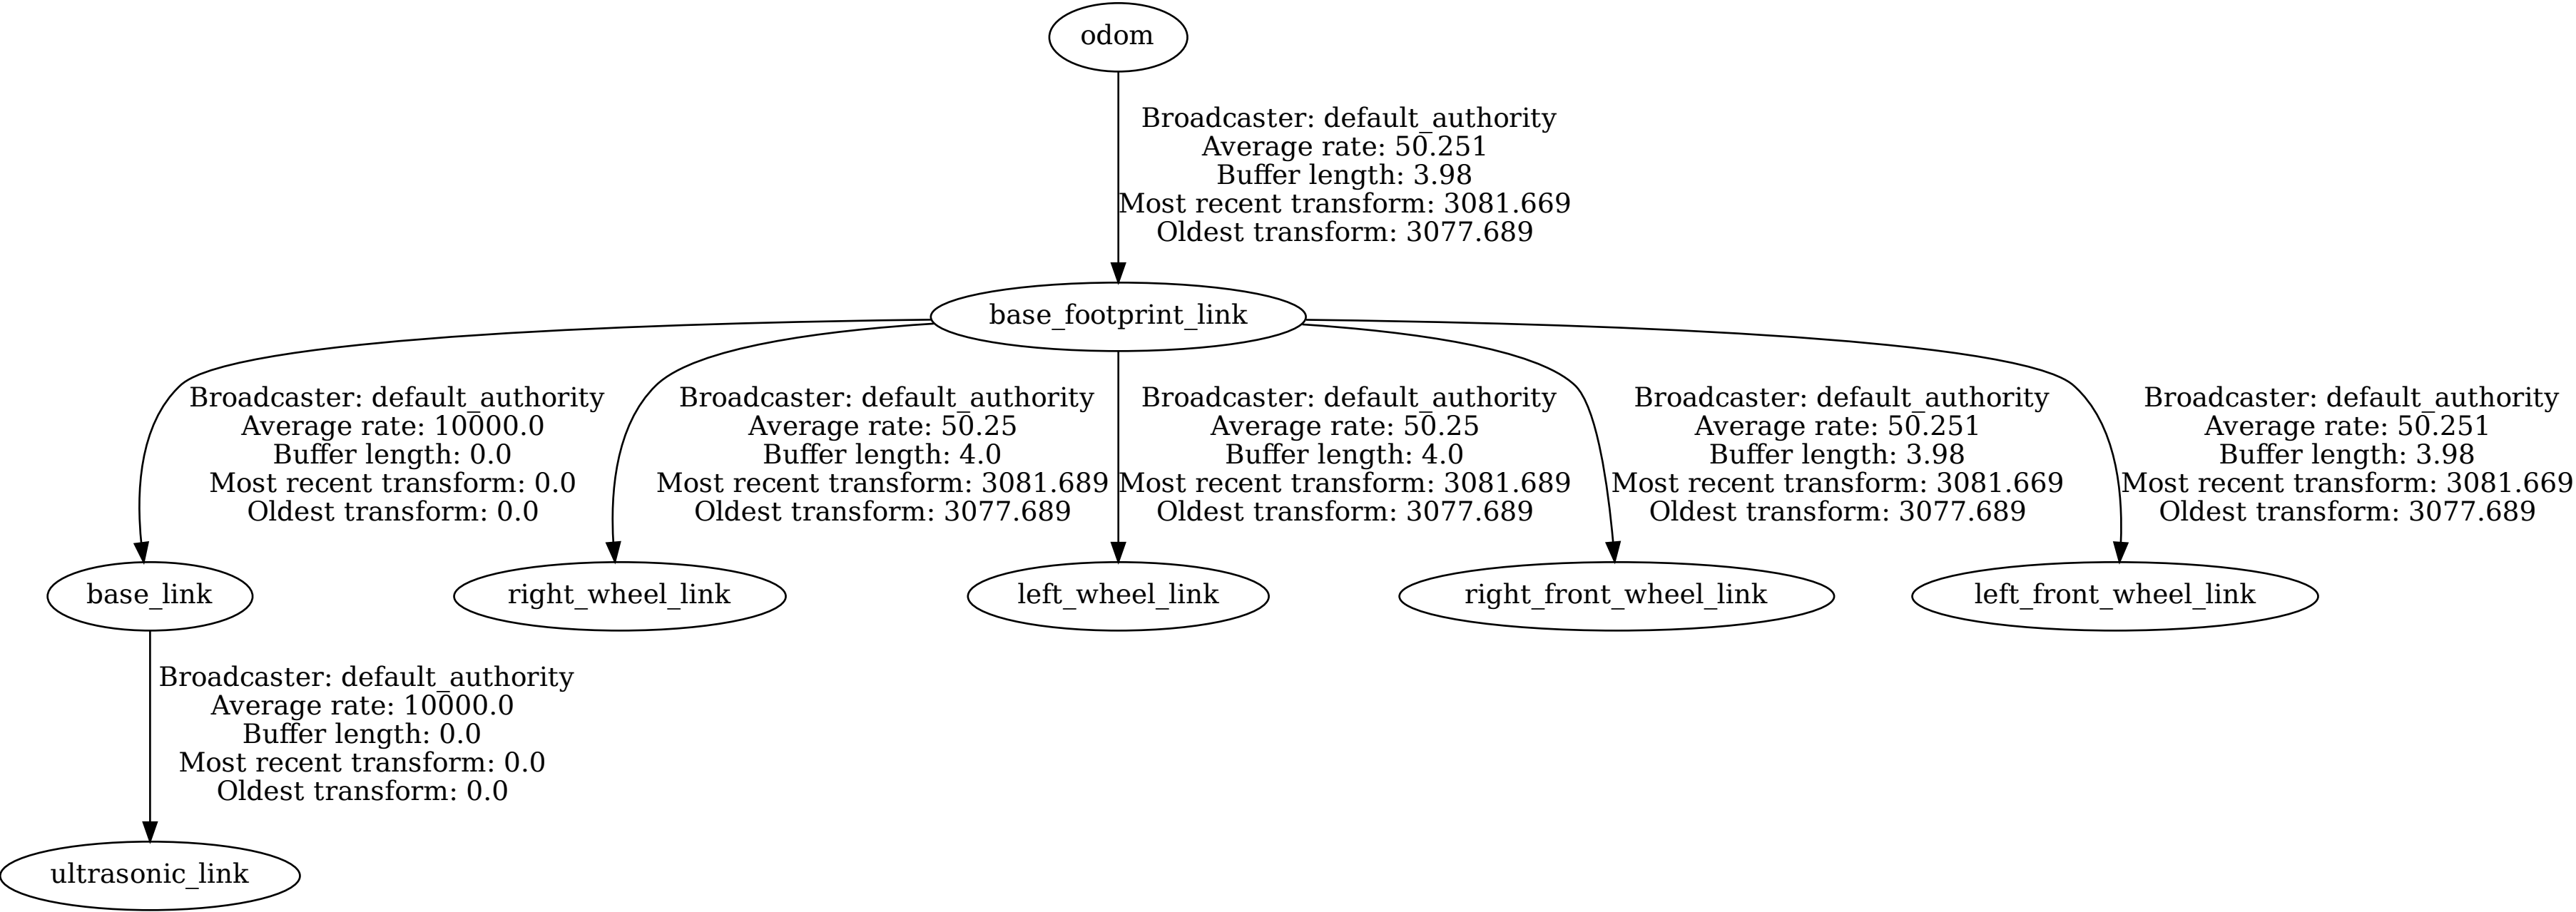 odom
Broadcaster: default_authority
Average rate: 50.251
Buffer length: 3.98
Most recent transform: 3081.669
Oldest transform: 3077.689
base_footprint_link
Broadcaster: default_authority
Average rate: 10000.0
Buffer length: 0.0
Most recent transform: 0.0
Oldest transform: 0.0
Broadcaster: default_authority
Average rate: 50.25
Buffer length: 4.0
Most recent transform: 3081.689
Oldest transform: 3077.689
Broadcaster: default_authority
Average rate: 50.25
Buffer length: 4.0
Most recent transform: 3081.689
Oldest transform: 3077.689
Broadcaster: default_authority
Average rate: 50.251
Buffer length: 3.98
Most recent transform: 3081.669
Oldest transform: 3077.689
Broadcaster: default_authority
Average rate: 50.251
Buffer length: 3.98
Most recent transform: 3081.669
Oldest transform: 3077.689
base_link
right_wheel_link
left_wheel_link
right_front_wheel_link
left_front_wheel_link
Broadcaster: default_authority
Average rate: 10000.0
Buffer length: 0.0
Most recent transform: 0.0
Oldest transform: 0.0
ultrasonic_link